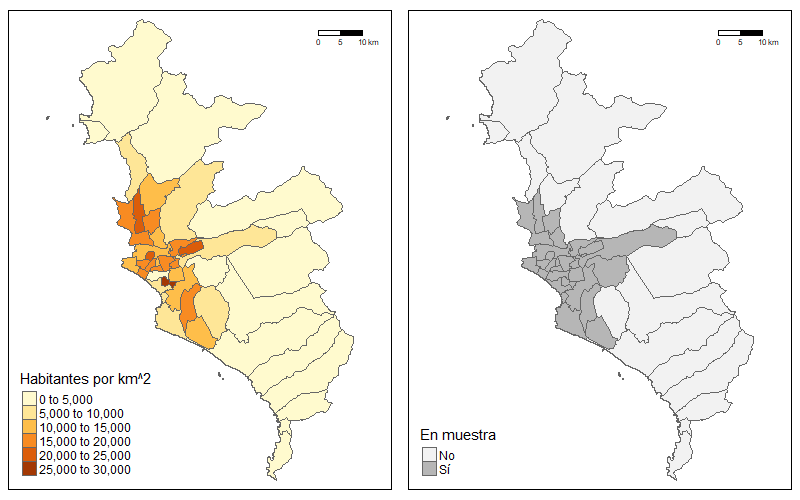 0 5 10 km
Habitantes por km^2
0 to 5,000
5,000 to 10,000
10,000 to 15,000
15,000 to 20,000
20,000 to 25,000
25,000 to 30,000
0 5 10 km
En muestra
No
Sí